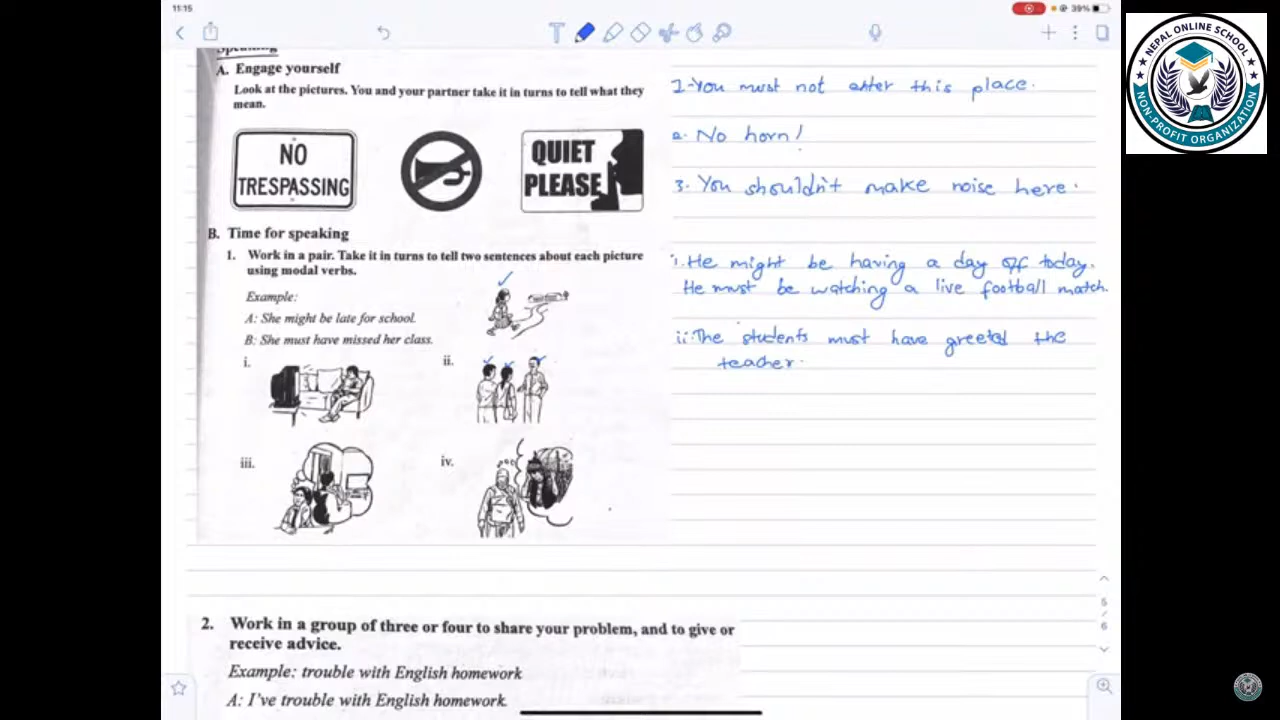 11:15
39%
Speaking
A. Engage yourself
Look at the pictures. You and your partner take it in turns to tell what they
mean.
NO
TRESPASSING
QUIET
PLEASE
B. Time for speaking
1. Work in a pair. Take it in turns to tell two sentences about each picture
using modal verbs.
Example:
A: She might be late for school.
B: She must have missed her class.
i.
ii.
iii.
iv.
1. You must not enter this place.
2. No horn!
3. You shouldn't make noise here.
i. He might be having a day off today.
He must be watching a live football match.
ii. The students must have greeted the
teacher.
2. Work in a group of three or four to share your problem, and to give or
receive advice.
Example: trouble with English homework
A: I've trouble with English homework.
5
/
6
NEPAL ONLINE SCHOOL
NON-PROFIT ORGANIZATION